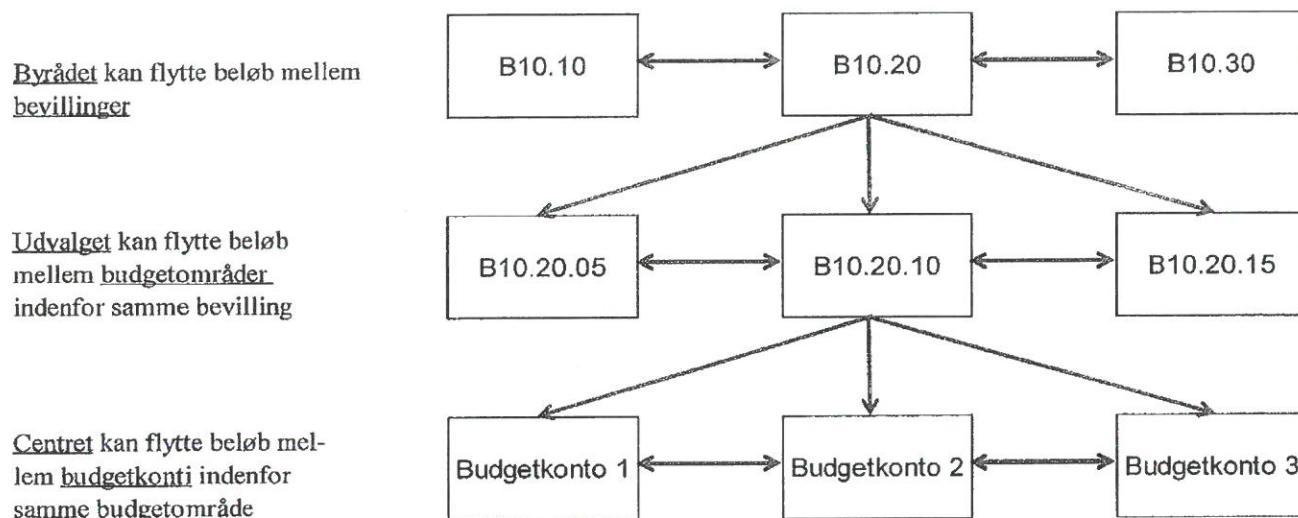 Byrådet kan flytte beløb mellem
bevillinger
B10.10
B10.20
B10.30
Udvalget kan flytte beløb
mellem budgetområder
indenfor samme bevilling
B10.20.05
B10.20.10
B10.20.15
Centret kan flytte beløb mel-
lem budgetkonti indenfor
samme budgetområde
Budgetkonto 1
Budgetkonto 2
Budgetkonto 3